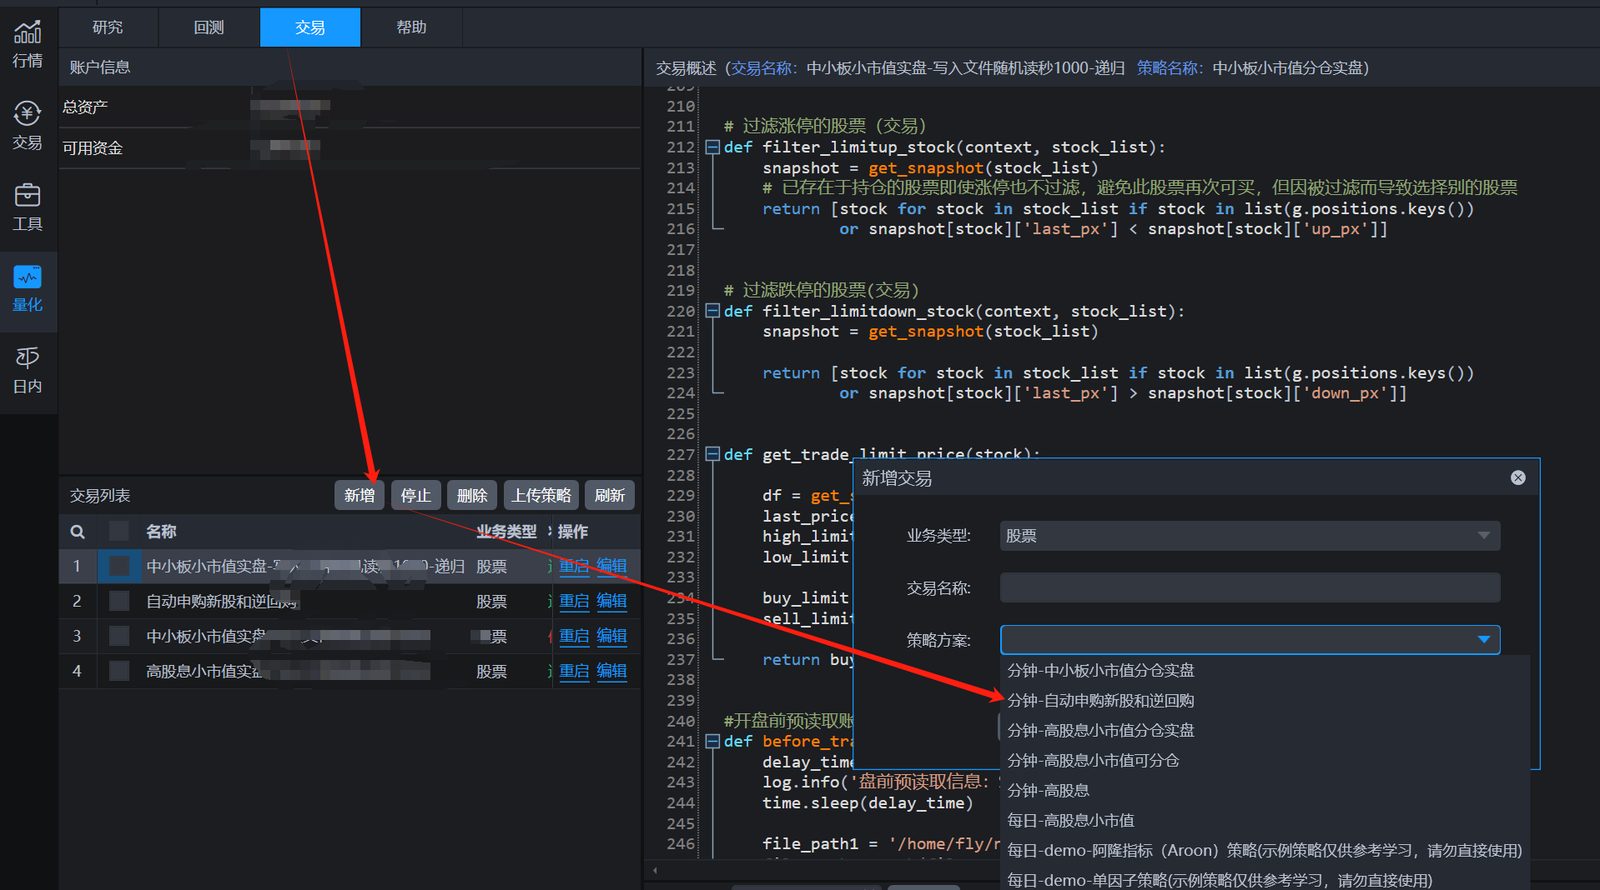 研究
回测
交易
帮助
行情
交易
工具
量化
日内
账户信息
总资产
可用资金
交易列表
新增
停止
删除
上传策略
刷新
名称
业务类型
操作
1
中小板小市值实盘-写入
-递归
股票
重启
编辑
2
自动申购新股和逆回购
股票
重启
编辑
3
中小板小市值实盘
票
重启
编辑
4
高股息小市值实盘
股票
重启
编辑
交易概述（交易名称：中小板小市值实盘-写入文件随机读秒1000-递归 策略名称：中小板小市值分仓实盘）
209
210
211 # 过滤涨停的股票（交易）
212 def filter_limitup_stock(context, stock_list):
213 snapshot = get_snapshot(stock_list)
214 # 已存在于持仓的股票即使涨停也不过滤，避免此股票再次可买，但因被过滤而导致选择别的股票
215 return [stock for stock in stock_list if stock in list(g.positions.keys())
216 or snapshot[stock]['last_px'] < snapshot[stock]['up_px']]
217
218
219 # 过滤跌停的股票(交易)
220 def filter_limitdown_stock(context, stock_list):
221 snapshot = get_snapshot(stock_list)
222
223 return [stock for stock in stock_list if stock in list(g.positions.keys())
224 or snapshot[stock]['last_px'] > snapshot[stock]['down_px']]
225
226
227 def get_trade_limit_price(stock):
228
229 df = get_s
230 last_price
231 high_limit
232 low_limit
233
234 buy_limit
235 sell_limit
236
237 return buy
238
239
240 #开盘前预读取账
241 def before_tra
242 delay_time
243 log.info('盘前预读取信息：
244 time.sleep(delay_time)
245
246 file_path1 = '/home/fly/n
新增交易
业务类型:
股票
交易名称:
策略方案:
分钟-中小板小市值分仓实盘
分钟-自动申购新股和逆回购
分钟-高股息小市值分仓实盘
分钟-高股息小市值可分仓
分钟-高股息
每日-高股息小市值
每日-demo-阿隆指标（Aroon）策略(示例策略仅供参考学习，请勿直接使用)
每日-demo-单因子策略(示例策略仅供参考学习，请勿直接使用)